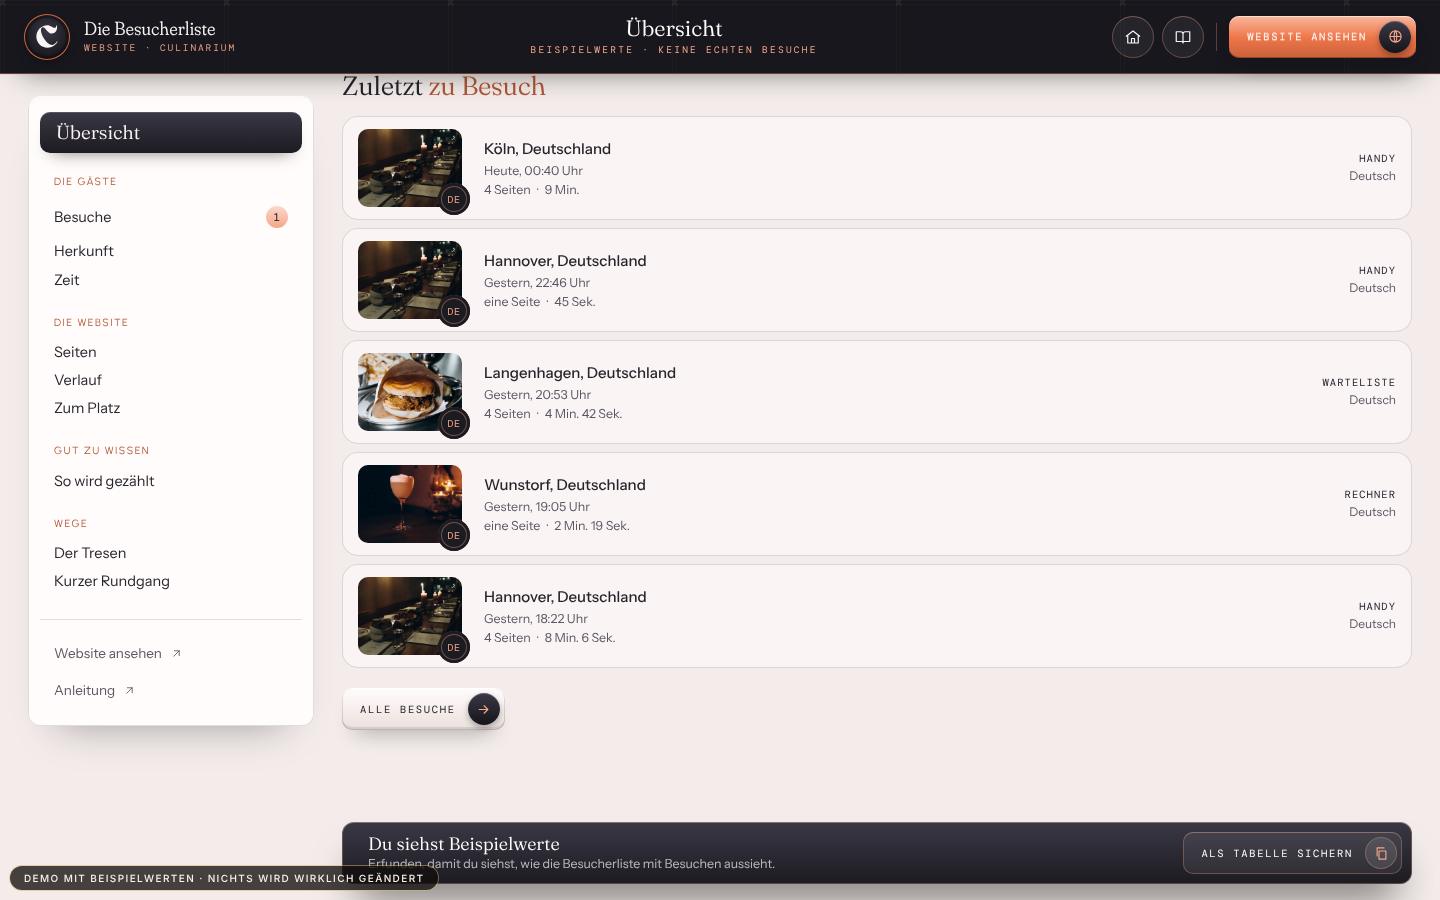 Die Besucherliste
WEBSITE · CULINARIUM
Übersicht
BEISPIELWERTE · KEINE ECHTEN BESUCHE
WEBSITE ANSEHEN
Übersicht
DIE GÄSTE
Besuche 1
Herkunft
Zeit
DIE WEBSITE
Seiten
Verlauf
Zum Platz
GUT ZU WISSEN
So wird gezählt
WEGE
Der Tresen
Kurzer Rundgang
Website ansehen
Anleitung
Zuletzt zu Besuch
DE
Köln, Deutschland
Heute, 00:40 Uhr
4 Seiten · 9 Min.
HANDY
Deutsch
DE
Hannover, Deutschland
Gestern, 22:46 Uhr
eine Seite · 45 Sek.
HANDY
Deutsch
DE
Langenhagen, Deutschland
Gestern, 20:53 Uhr
4 Seiten · 4 Min. 42 Sek.
WARTELISTE
Deutsch
DE
Wunstorf, Deutschland
Gestern, 19:05 Uhr
eine Seite · 2 Min. 19 Sek.
RECHNER
Deutsch
DE
Hannover, Deutschland
Gestern, 18:22 Uhr
4 Seiten · 8 Min. 6 Sek.
HANDY
Deutsch
ALLE BESUCHE
Du siehst Beispielwerte
Erfunden, damit du siehst, wie die Besucherliste mit Besuchen aussieht.
ALS TABELLE SICHERN
DEMO MIT BEISPIELWERTEN · NICHTS WIRD WIRKLICH GEÄNDERT